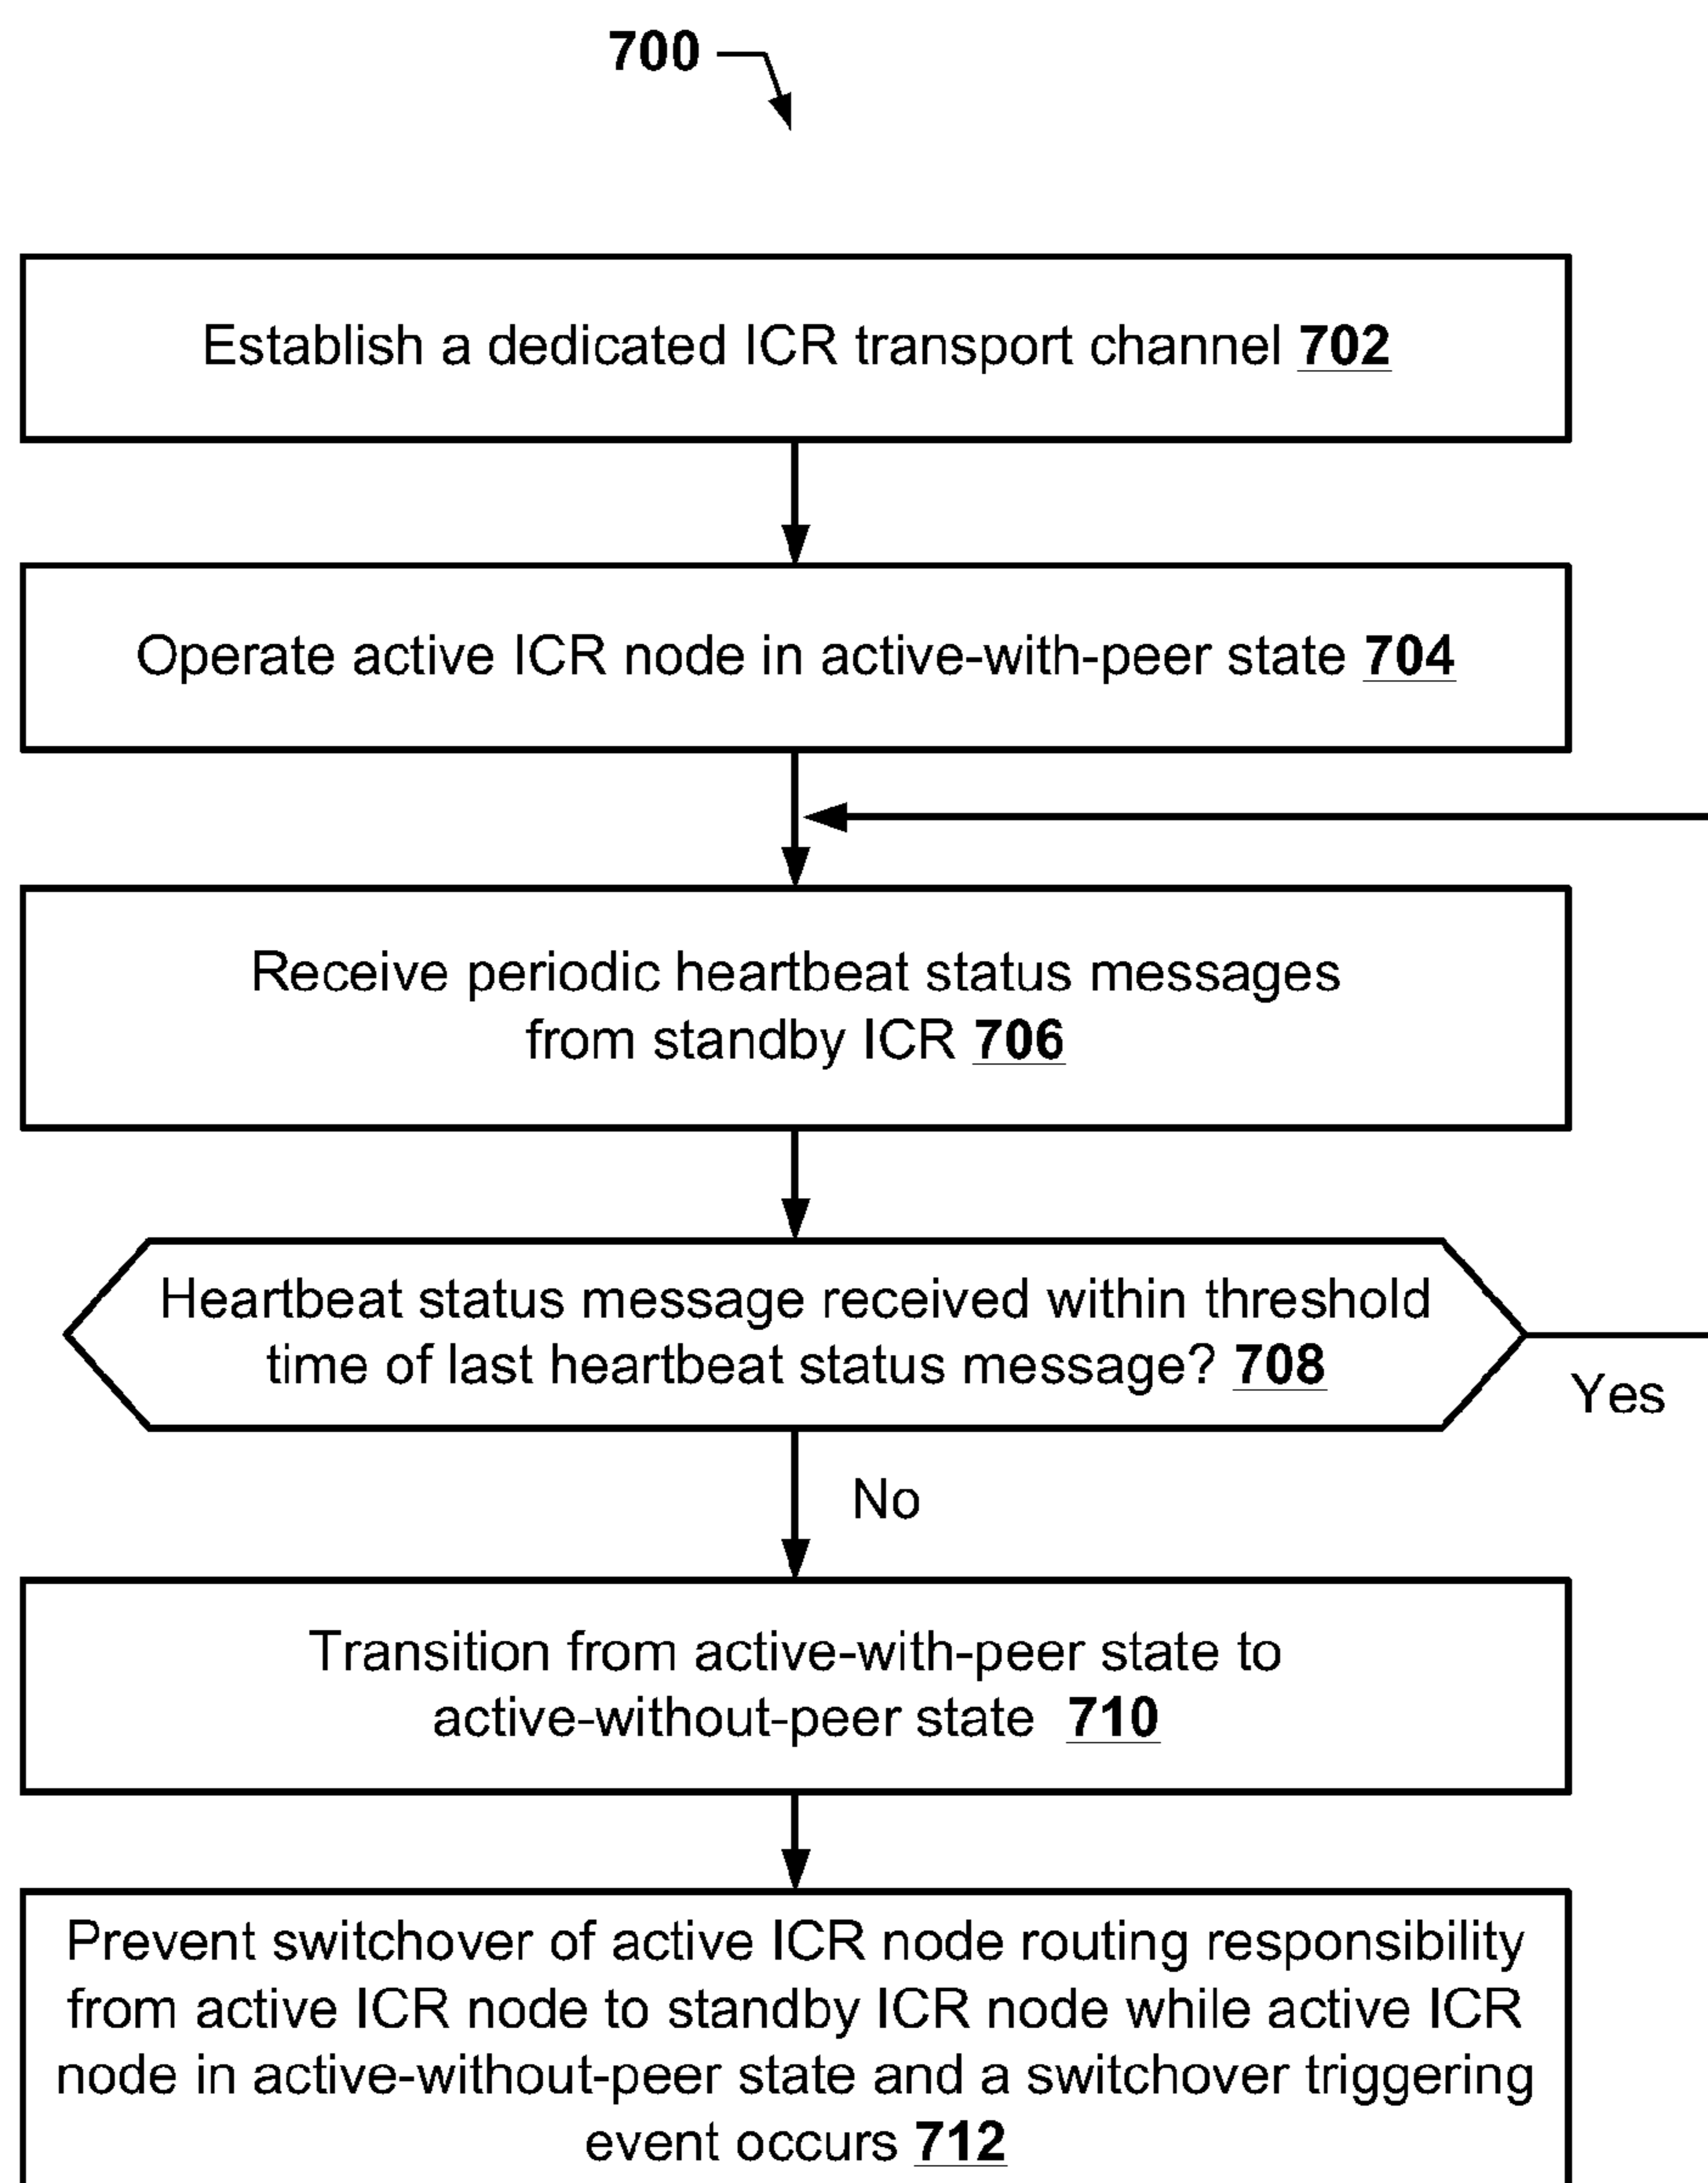 700
Establish a dedicated ICR transport channel 702
Operate active ICR node in active-with-peer state 704
Receive periodic heartbeat status messages
from standby ICR 706
Heartbeat status message received within threshold
time of last heartbeat status message? 708
Yes
No
Transition from active-with-peer state to
active-without-peer state 710
Prevent switchover of active ICR node routing responsibility
from active ICR node to standby ICR node while active ICR
node in active-without-peer state and a switchover triggering
event occurs 712